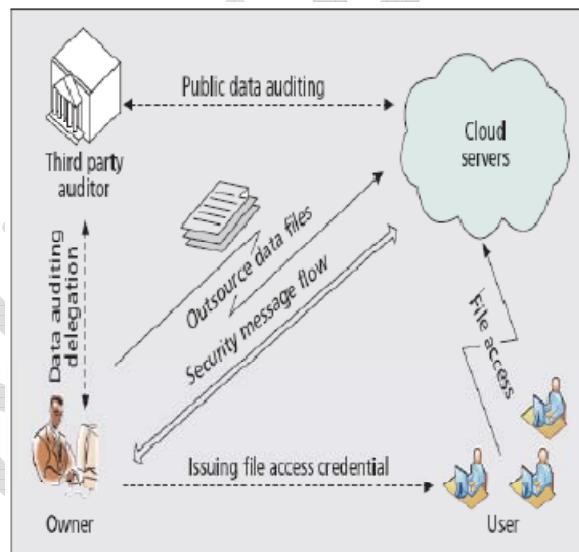 Public data auditing
Cloud
servers
Third party
auditor
Outsource data files
Security message flow
Data auditing
delegation
File access
Issuing file access credential
Owner
User